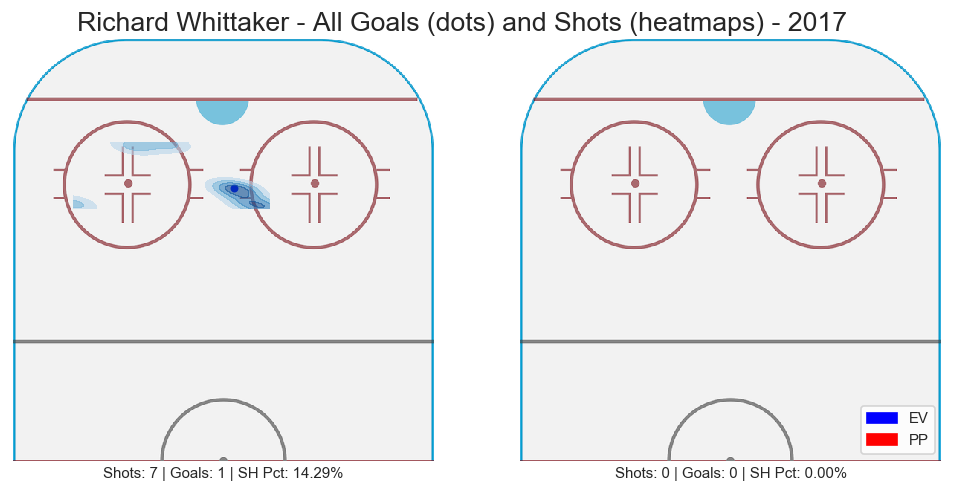 Richard Whittaker - All Goals (dots) and Shots (heatmaps) - 2017
EV
PP
Shots: 7 | Goals: 1 | SH Pct: 14.29%
Shots: 0 | Goals: 0 | SH Pct: 0.00%